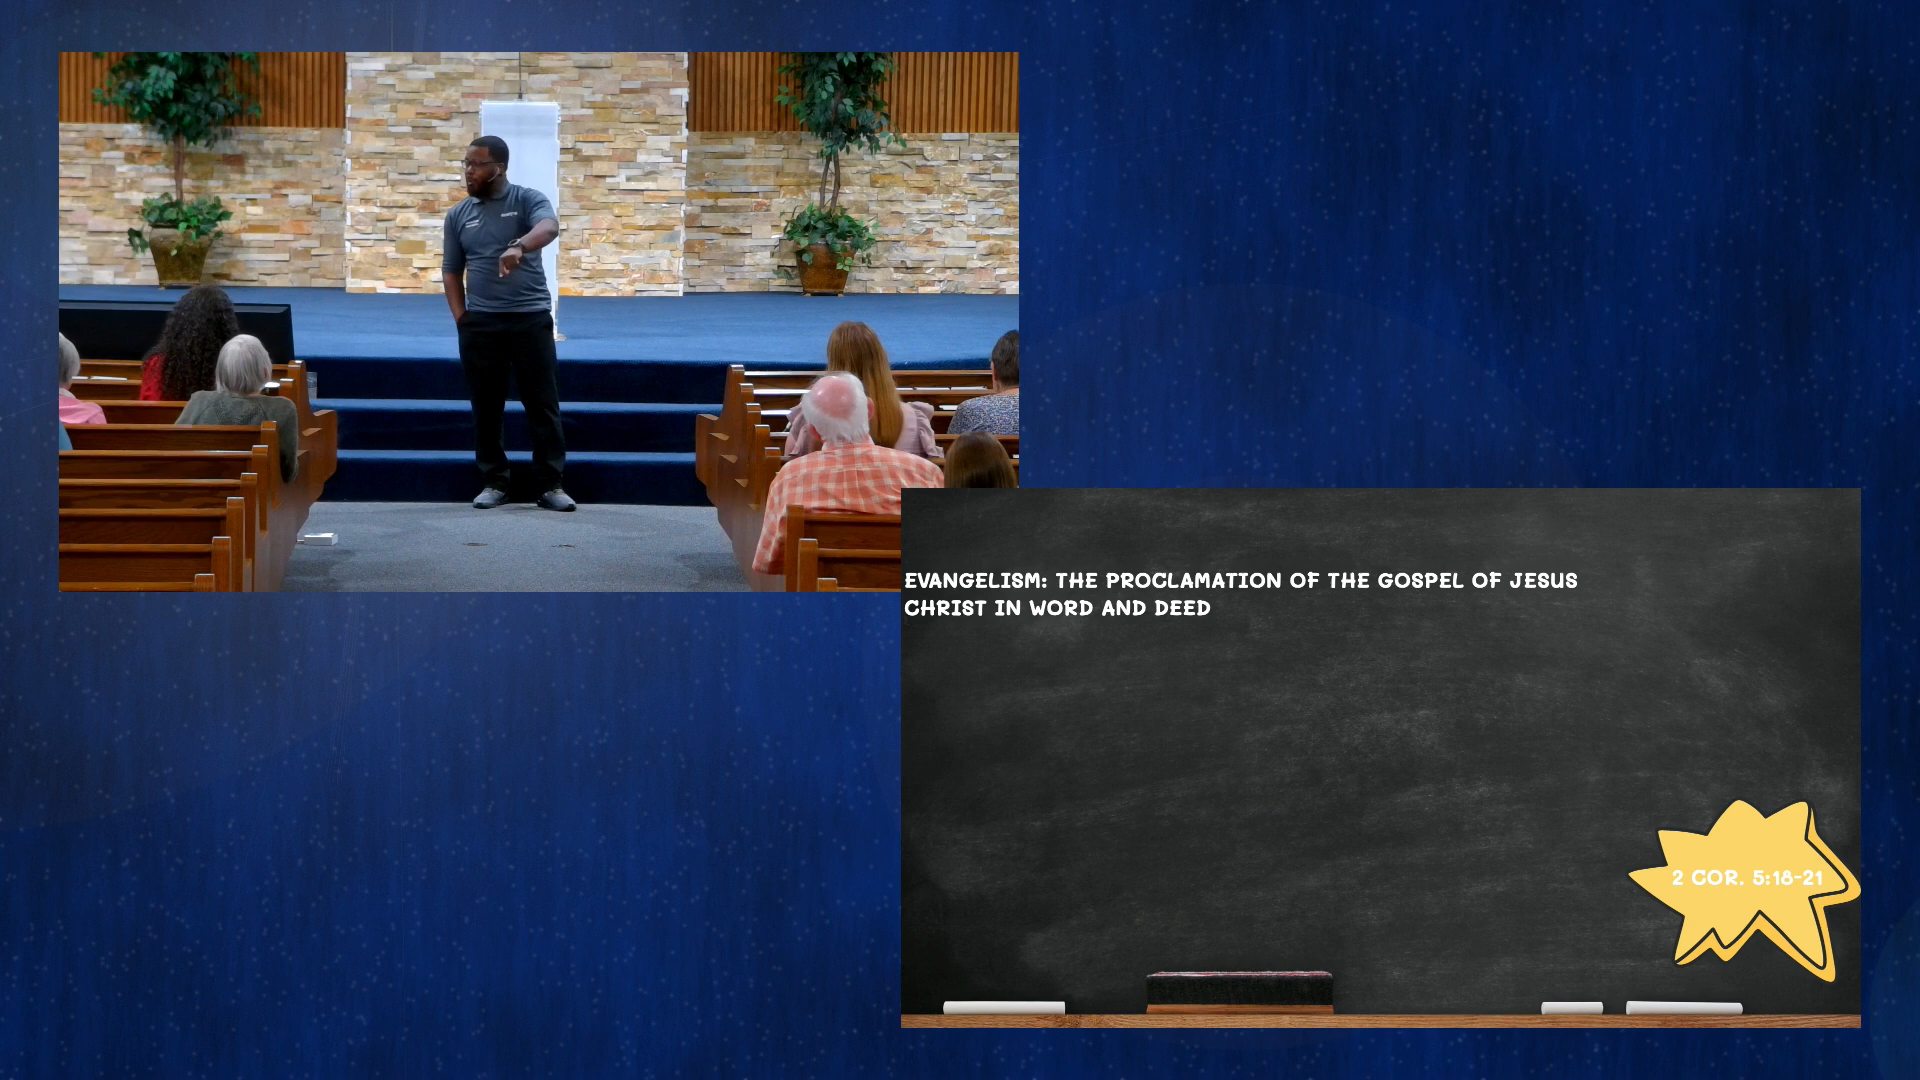 EVANGELISM: THE PROCLAMATION OF THE GOSPEL OF JESUS
CHRIST IN WORD AND DEED
2 COR. 5:18-21